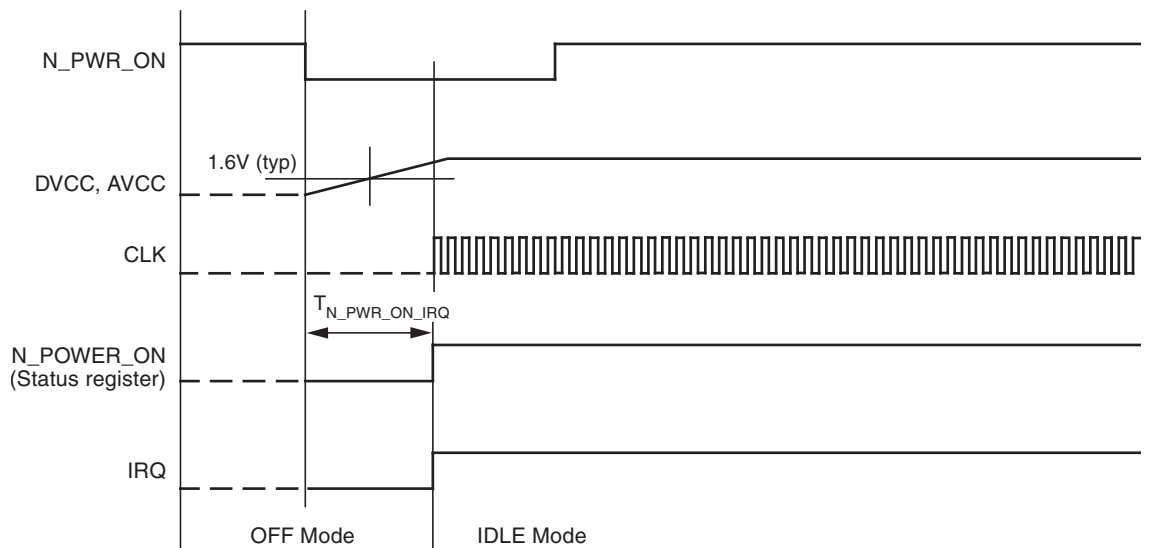 N_PWR_ON
1.6V (typ)
DVCC, AVCC
CLK
T_N_PWR_ON_IRQ
N_POWER_ON
(Status register)
IRQ
OFF Mode
IDLE Mode